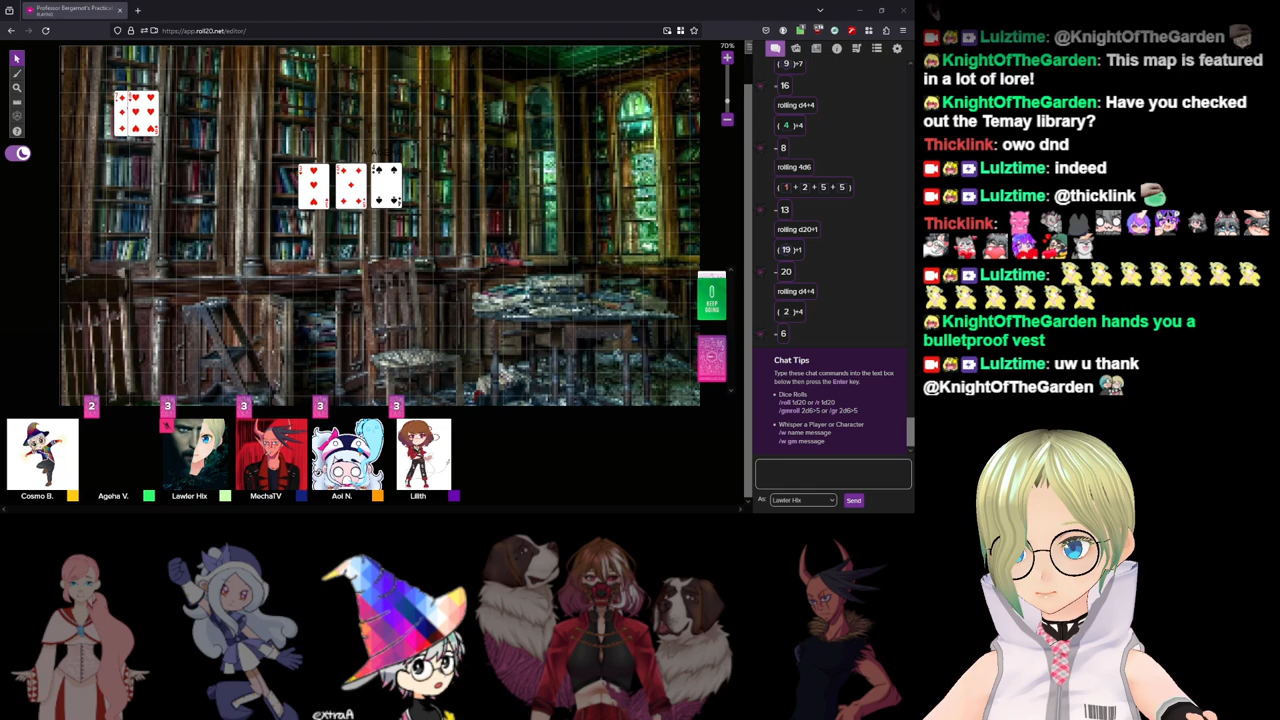 Professor Bergamot's Practical
https://app.roll20.net/editor/
70%
KEEP
GOING
2
3
3
3
3
Cosmo B.
Ageha V.
Lawler Hix
MechaTV
Aoi N.
Lilith
( 9 )+7
16
rolling d4+4
( 4 )+4
8
rolling 4d6
( 1 + 2 + 5 + 5 )
13
rolling d20+1
( 19 )+1
20
rolling d4+4
( 2 )+4
6
Chat Tips
Type these chat commands into the text box
below then press the Enter key.
• Dice Rolls
/roll 1d20 or /r 1d20
/gmroll 2d6>5 or /gr 2d6>5
• Whisper a Player or Character
/w name message
/w gm message
As:
Lawler Hix
Send
Lulztime: @KnightOfTheGarden
KnightOfTheGarden: This map is featured
in a lot of lore!
KnightOfTheGarden: Have you checked
out the Temay library?
Thicklink: owo dnd
Lulztime: indeed
Lulztime: @thicklink
Thicklink:
Lulztime:
KnightOfTheGarden hands you a
bulletproof vest
Lulztime: uw u thank
@KnightOfTheGarden
extraA